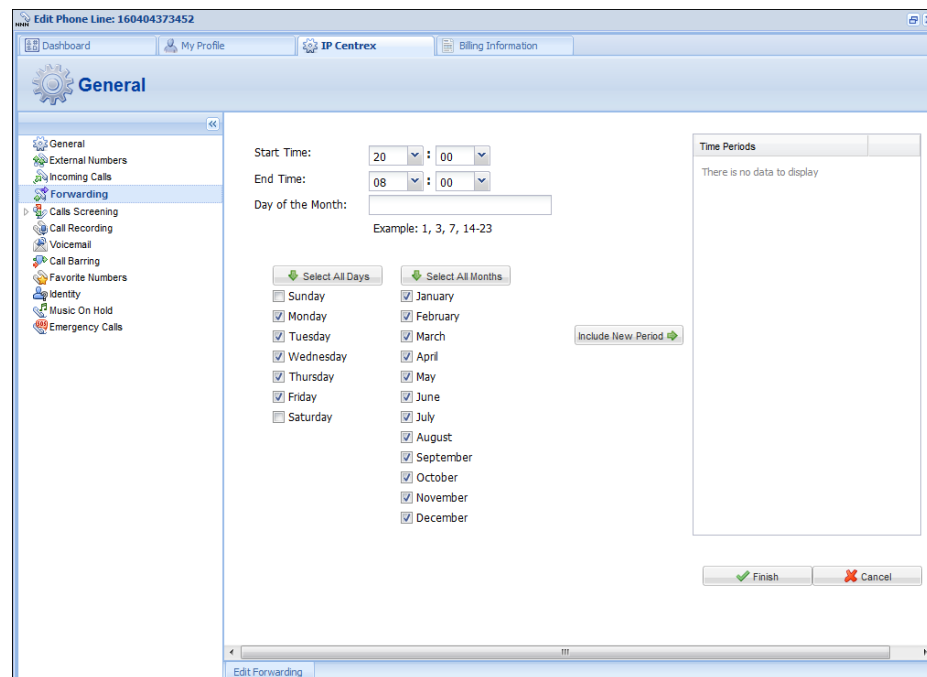 Edit Phone Line: 160404373452
Dashboard
My Profile
IP Centrex
Billing Information
General
General
External Numbers
Incoming Calls
Forwarding
Calls Screening
Call Recording
Voicemail
Call Barring
Favorite Numbers
Identity
Music On Hold
Emergency Calls
Start Time:
20 : 00
End Time:
08 : 00
Day of the Month:
Example: 1, 3, 7, 14-23
Select All Days
Sunday
Monday
Tuesday
Wednesday
Thursday
Friday
Saturday
Select All Months
January
February
March
April
May
June
July
August
September
October
November
December
Include New Period
Time Periods
There is no data to display
Finish
Cancel
Edit Forwarding